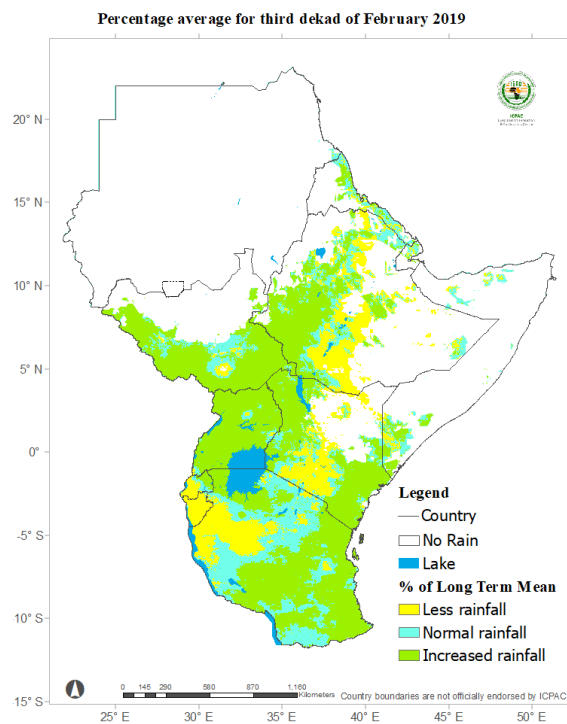 Percentage average for third dekad of February 2019
20° N
15° N
10° N
5° N
0°
-5° S
-10° S
-15° S
ICPAC
Legend
Country
No Rain
Lake
% of Long Term Mean
Less rainfall
Normal rainfall
Increased rainfall
0 145 290 580 870 1,160
Kilometers
Country boundaries are not officially endorsed by ICPAC
25° E 30° E 35° E 40° E 45° E 50° E